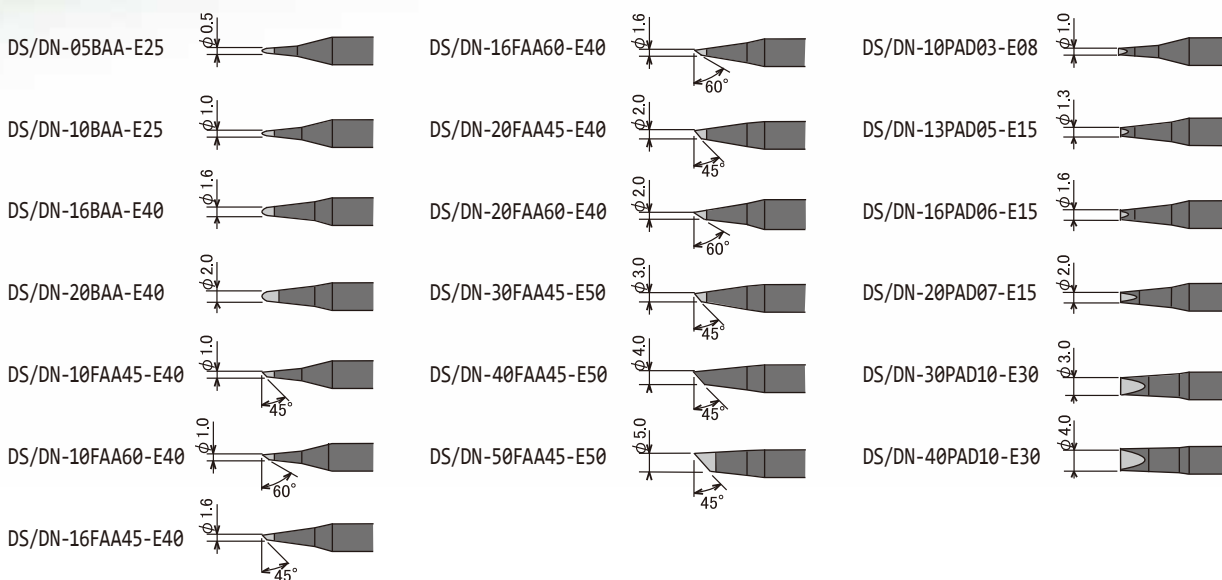 DS/DN-05BAA-E25
φ0.5
DS/DN-10BAA-E25
φ1.0
DS/DN-16BAA-E40
φ1.6
DS/DN-20BAA-E40
φ2.0
DS/DN-10FAA45-E40
φ1.0
45°
DS/DN-10FAA60-E40
φ1.0
60°
DS/DN-16FAA45-E40
φ1.6
45°
DS/DN-16FAA60-E40
φ1.6
60°
DS/DN-20FAA45-E40
φ2.0
45°
DS/DN-20FAA60-E40
φ2.0
60°
DS/DN-30FAA45-E50
φ3.0
45°
DS/DN-40FAA45-E50
φ4.0
45°
DS/DN-50FAA45-E50
φ5.0
45°
DS/DN-10PAD03-E08
φ1.0
DS/DN-13PAD05-E15
φ1.3
DS/DN-16PAD06-E15
φ1.6
DS/DN-20PAD07-E15
φ2.0
DS/DN-30PAD10-E30
φ3.0
DS/DN-40PAD10-E30
φ4.0